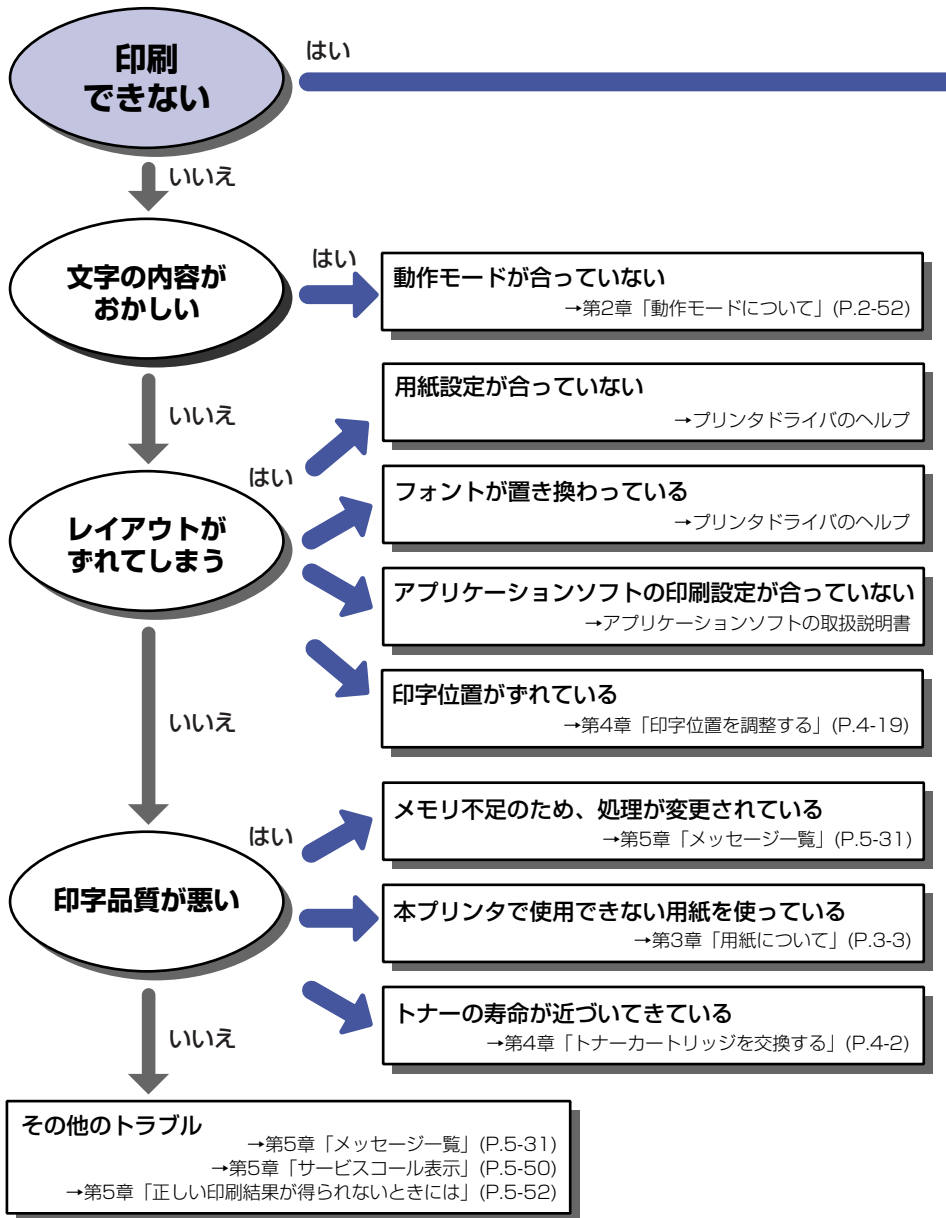 印刷
できない
はい
いいえ
文字の内容が
おかしい
はい
動作モードが合っていない
→第2章「動作モードについて」(P.2-52)
いいえ
レイアウトが
ずれてしまう
はい
用紙設定が合っていない
→プリンタドライバのヘルプ
フォントが置き換わっている
→プリンタドライバのヘルプ
アプリケーションソフトの印刷設定が合っていない
→アプリケーションソフトの取扱説明書
印字位置がずれている
→第4章「印字位置を調整する」(P.4-19)
いいえ
印字品質が悪い
はい
メモリ不足のため、処理が変更されている
→第5章「メッセージ一覧」(P.5-31)
本プリンタで使用できない用紙を使っている
→第3章「用紙について」(P.3-3)
トナーの寿命が近づいてきている
→第4章「トナーカートリッジを交換する」(P.4-2)
いいえ
その他のトラブル
→第5章「メッセージ一覧」(P.5-31)
→第5章「サービスコール表示」(P.5-50)
→第5章「正しい印刷結果が得られないときには」(P.5-52)